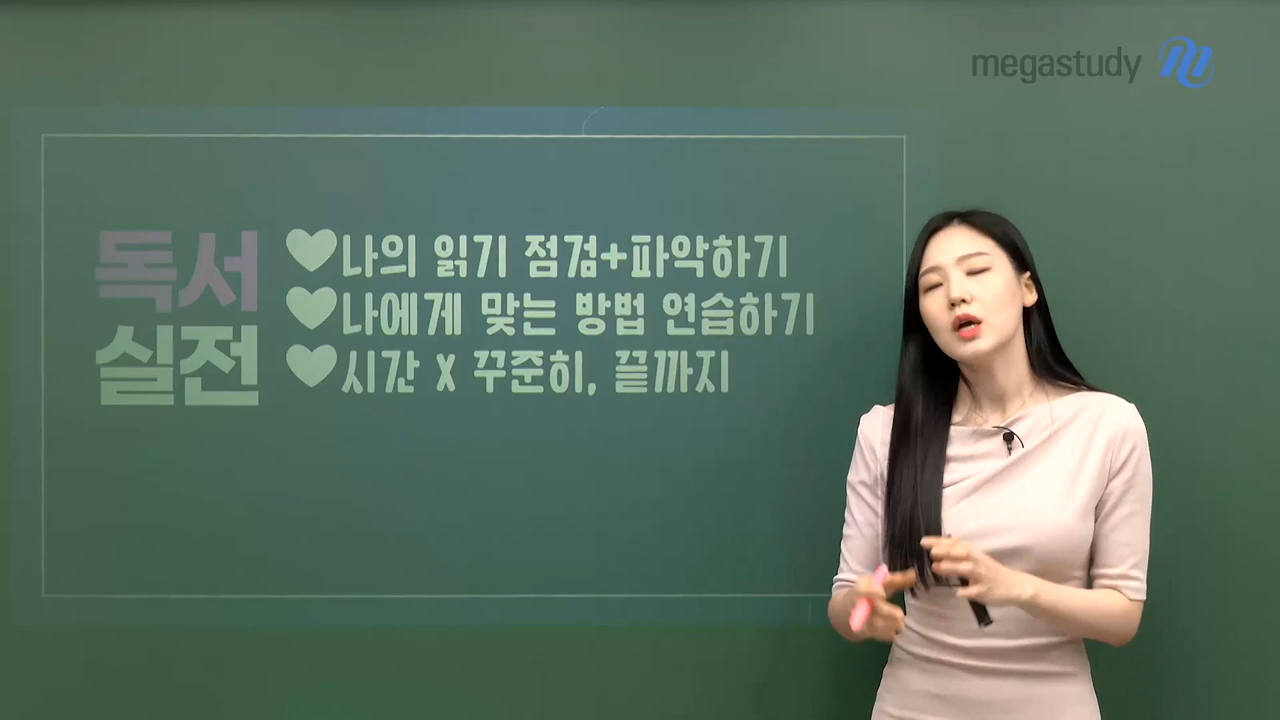 megastudy
독서
실전
나의 읽기 점검+파악하기
나에게 맞는 방법 연습하기
시간 X 꾸준히, 끝까지